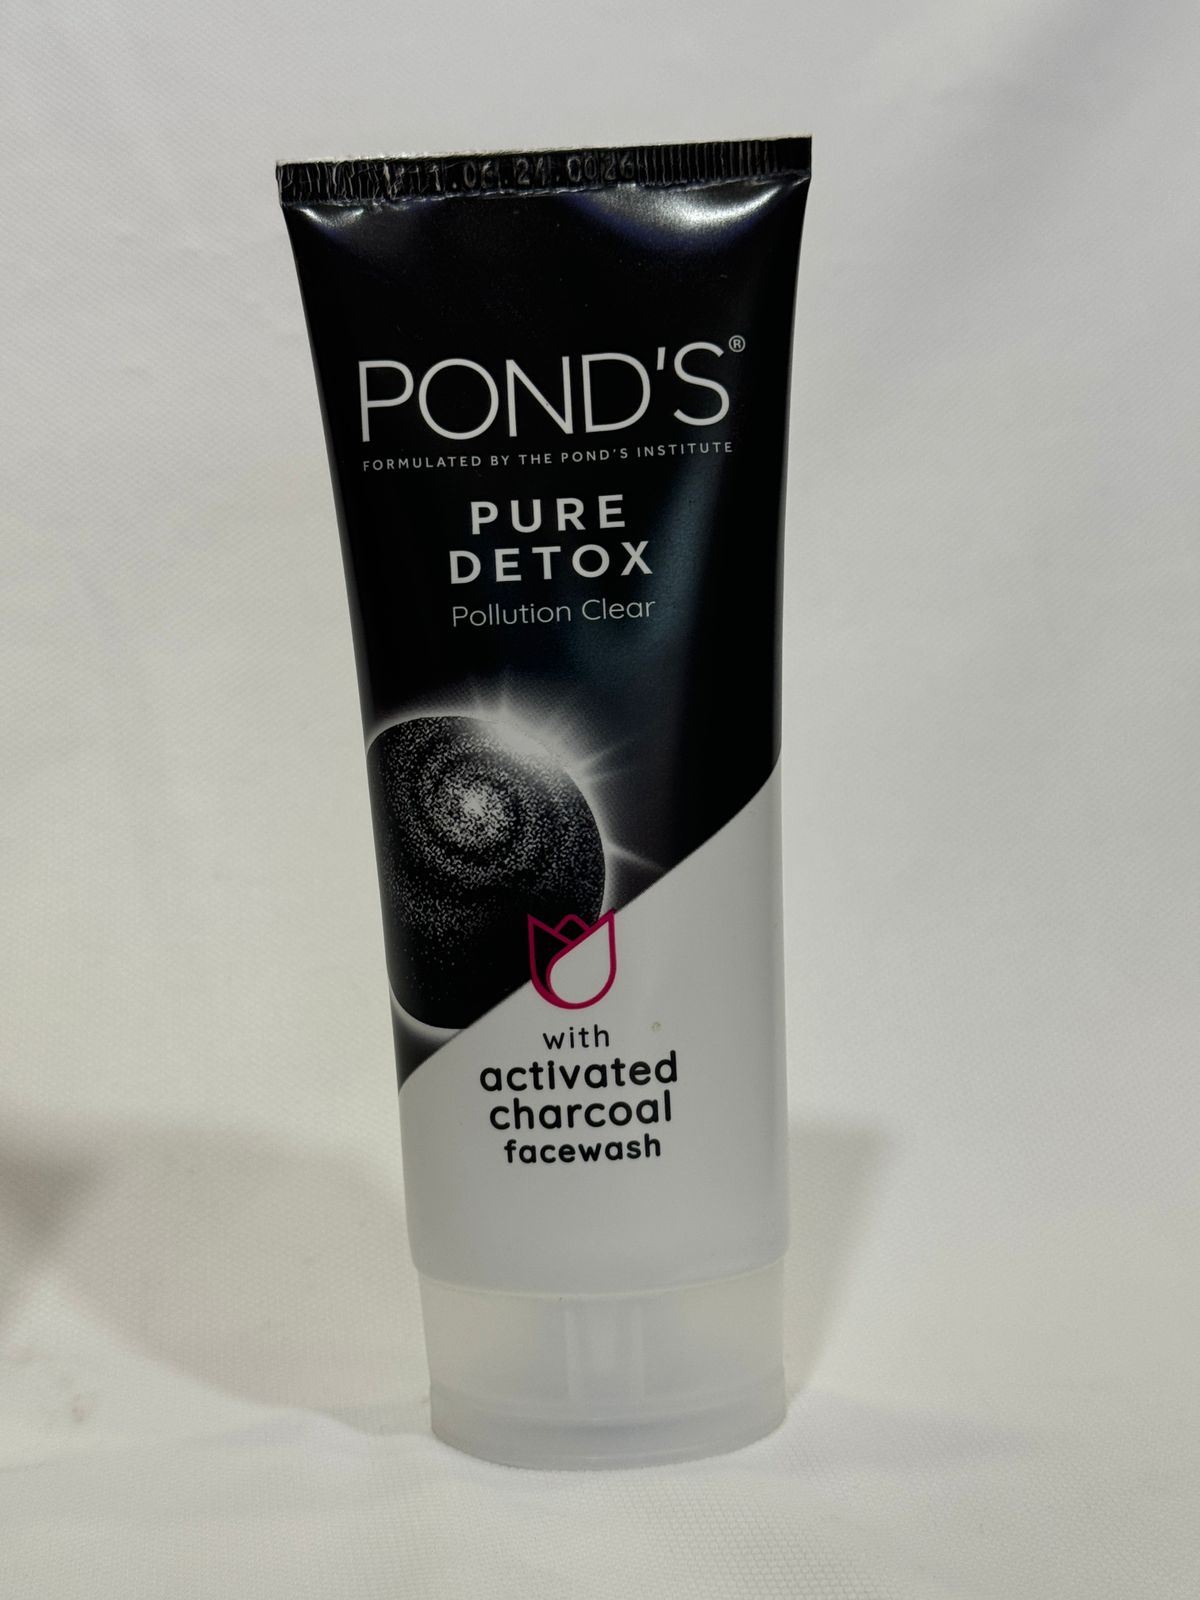 POND'S®
FORMULATED BY THE POND'S INSTITUTE
PURE
DETOX
Pollution Clear
with
activated
charcoal
facewash